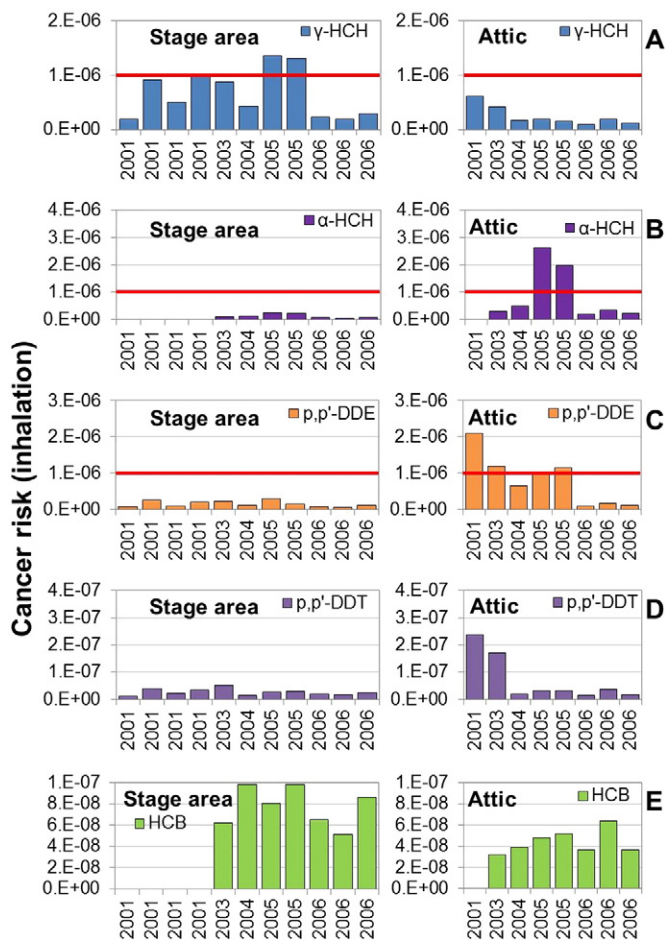 Cancer risk (inhalation)
Stage area γ-HCH
2.E-06
1.E-06
0.E+00
2001 2001 2001 2001 2003 2004 2005 2005 2006 2006 2006
Attic γ-HCH A
2.E-06
1.E-06
0.E+00
2001 2003 2004 2005 2005 2006 2006 2006
α-HCH
Stage area
4.E-06
3.E-06
2.E-06
1.E-06
0.E+00
2001 2001 2001 2001 2003 2004 2005 2005 2006 2006 2006
Attic α-HCH B
4.E-06
3.E-06
2.E-06
1.E-06
0.E+00
2001 2003 2004 2005 2005 2006 2006 2006
p,p'-DDE
Stage area
3.E-06
2.E-06
1.E-06
0.E+00
2001 2001 2001 2001 2003 2004 2005 2005 2006 2006 2006
Attic p,p'-DDE C
3.E-06
2.E-06
1.E-06
0.E+00
2001 2003 2004 2005 2005 2006 2006 2006
Stage area p,p'-DDT
4.E-07
3.E-07
2.E-07
1.E-07
0.E+00
2001 2001 2001 2001 2003 2004 2005 2005 2006 2006 2006
Attic p,p'-DDT D
4.E-07
3.E-07
2.E-07
1.E-07
0.E+00
2001 2003 2004 2005 2005 2006 2006 2006
Stage area
HCB
1.E-07
8.E-08
6.E-08
4.E-08
2.E-08
0.E+00
2001 2001 2001 2001 2003 2004 2005 2005 2006 2006 2006
Attic HCB E
1.E-07
8.E-08
6.E-08
4.E-08
2.E-08
0.E+00
2001 2003 2004 2005 2005 2006 2006 2006